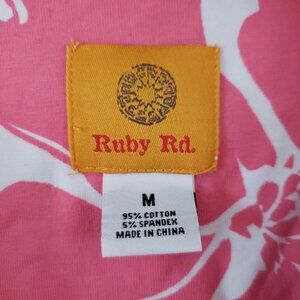 Ruby Rd.
M
95% COTTON
5% SPANDEX
MADE IN CHINA